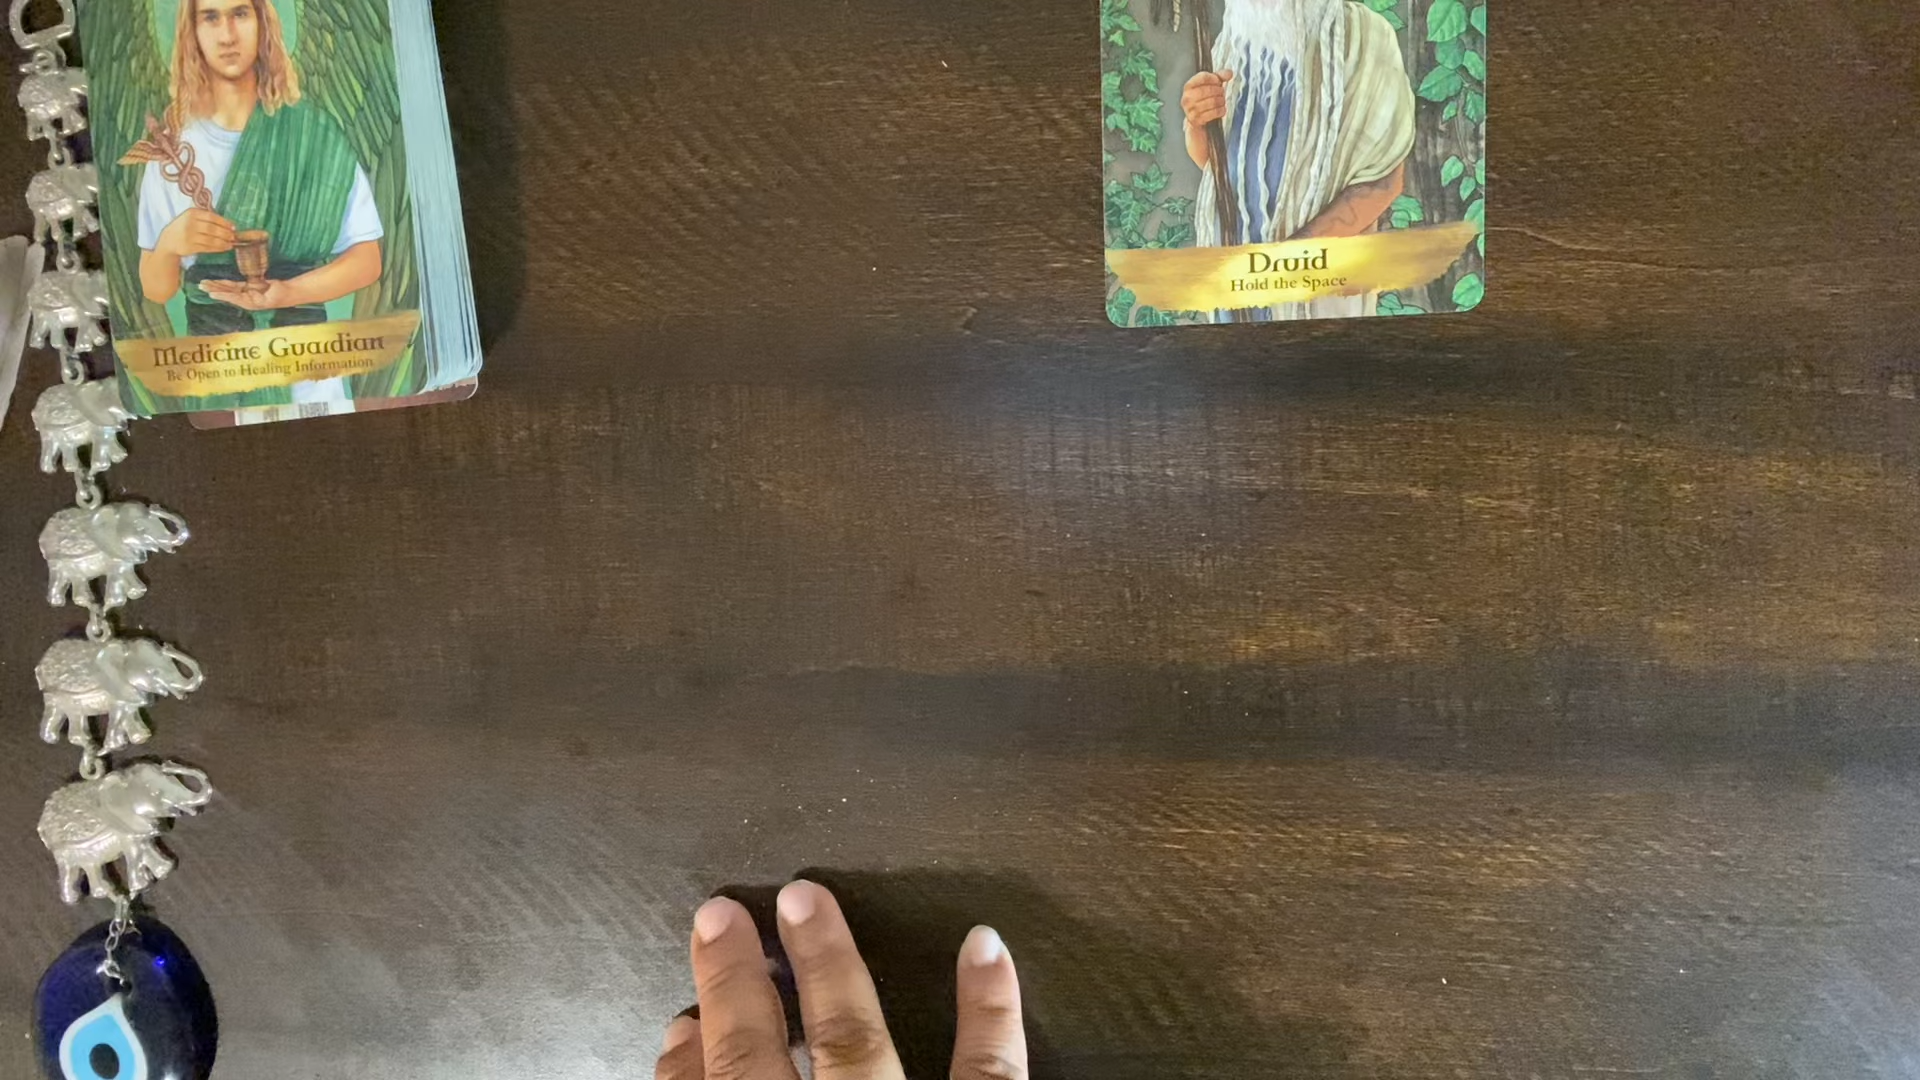 Medicine Guardian
Be Open to Healing Information
Druid
Hold the Space